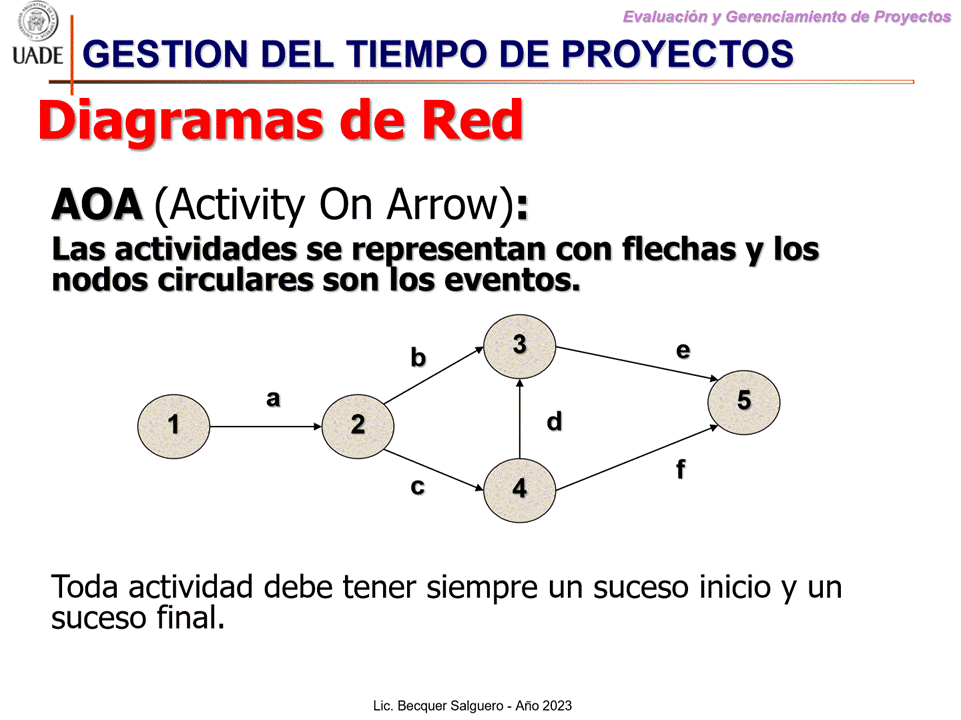 Evaluación y Gerenciamiento de Proyectos
UADE
GESTION DEL TIEMPO DE PROYECTOS
Diagramas de Red
AOA (Activity On Arrow):
Las actividades se representan con flechas y los
nodos circulares son los eventos.
3
b
e
5
a
1
2
d
c
4
f
Toda actividad debe tener siempre un suceso inicio y un
suceso final.
Lic. Becquer Salguero - Año 2023